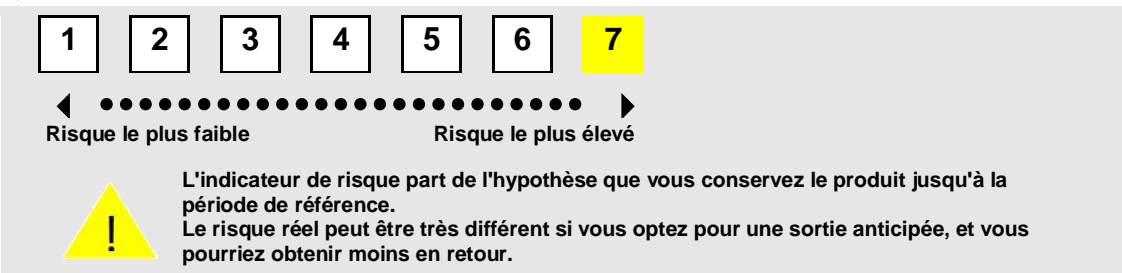 1 2 3 4 5 6 7
Risque le plus faible Risque le plus élevé
L'indicateur de risque part de l'hypothèse que vous conservez le produit jusqu'à la
période de référence.
Le risque réel peut être très différent si vous optez pour une sortie anticipée, et vous
pourriez obtenir moins en retour.
!